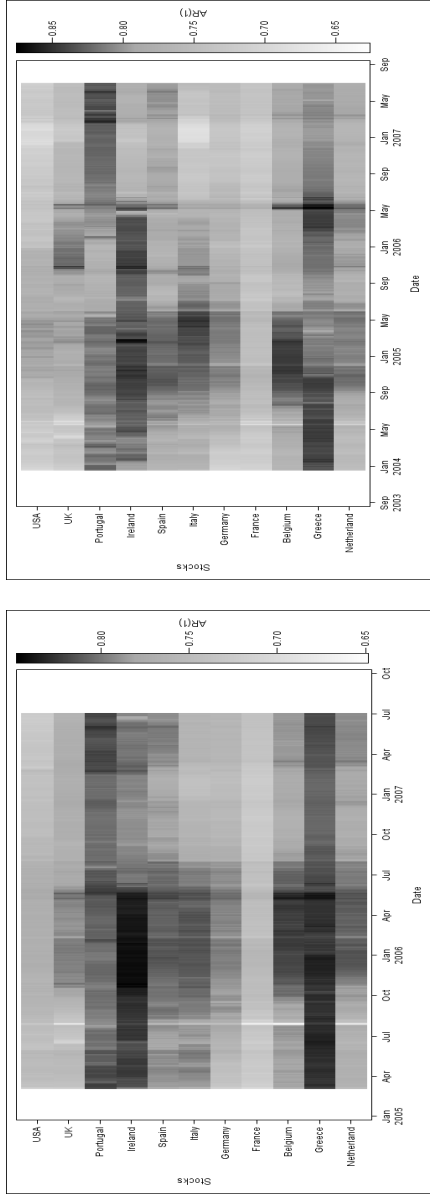 AR(1)
0.85
0.80
0.75
0.70
0.65
Stocks
USA
UK
Portugal
Ireland
Spain
Italy
Germany
France
Belgium
Greece
Netherland
Sep Jan May Sep Jan May Sep Jan May Sep Jan May Sep
2003 2004 2005 2006 2007
Date
AR(1)
0.80
0.75
0.70
0.65
Stocks
USA
UK
Portugal
Ireland
Spain
Italy
Germany
France
Belgium
Greece
Netherland
Jan Apr Jul Oct Jan Apr Jul Oct Jan Apr Jul Oct
2005 2006 2007
Date